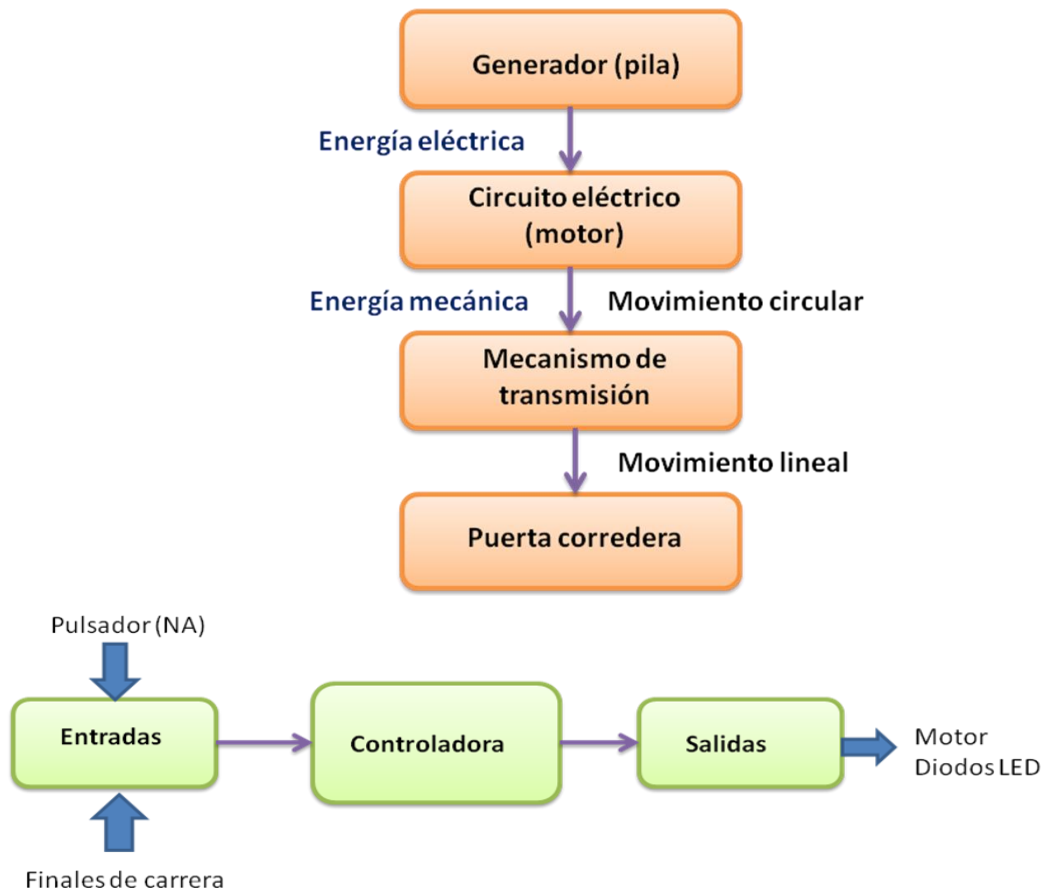 Generador (pila)
Energía eléctrica
Circuito eléctrico
(motor)
Energía mecánica
Movimiento circular
Mecanismo de
transmisión
Movimiento lineal
Puerta corredera
Pulsador (NA)
Entradas
Controladora
Salidas
Motor
Diodos LED
Finales de carrera